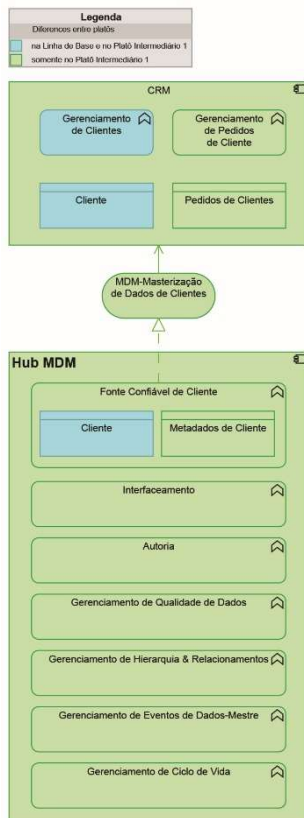 Legenda
Diferences entre platôs
na Linha de Base e no Platô Intermediário 1
somente no Platô Intermediário 1
CRM
Gerenciamento
de Clientes
Gerenciamento
de Pedidos
de Cliente
Cliente
Pedidos de Clientes
MDM-Masterização
de Dados de Clientes
Hub MDM
Fonte Confiável de Cliente
Cliente
Metadados de Cliente
Interfaceamento
Autoria
Gerenciamento de Qualidade de Dados
Gerenciamento de Hierarquia & Relacionamentos
Gerenciamento de Eventos de Dados-Mestre
Gerenciamento de Ciclo de Vida